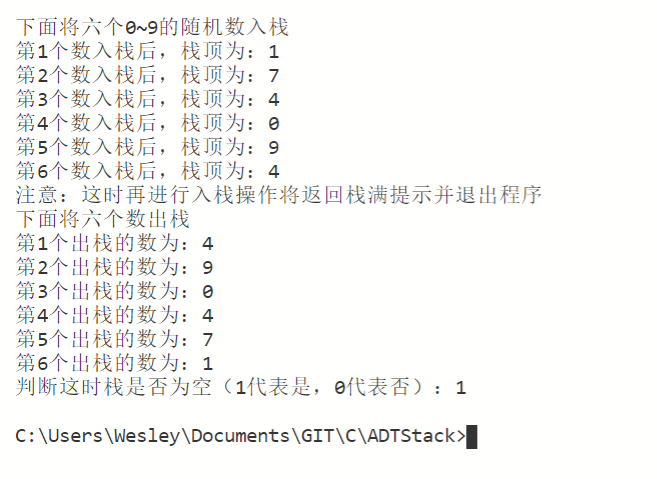 下面将六个0~9的随机数入栈
第1个数入栈后，栈顶为：1
第2个数入栈后，栈顶为：7
第3个数入栈后，栈顶为：4
第4个数入栈后，栈顶为：0
第5个数入栈后，栈顶为：9
第6个数入栈后，栈顶为：4
注意：这时再进行入栈操作将返回栈满提示并退出程序
下面将六个数出栈
第1个出栈的数为：4
第2个出栈的数为：9
第3个出栈的数为：0
第4个出栈的数为：4
第5个出栈的数为：7
第6个出栈的数为：1
判断这时栈是否为空（1代表是，0代表否）：1
C:\Users\Wesley\Documents\GIT\C\ADTStack>